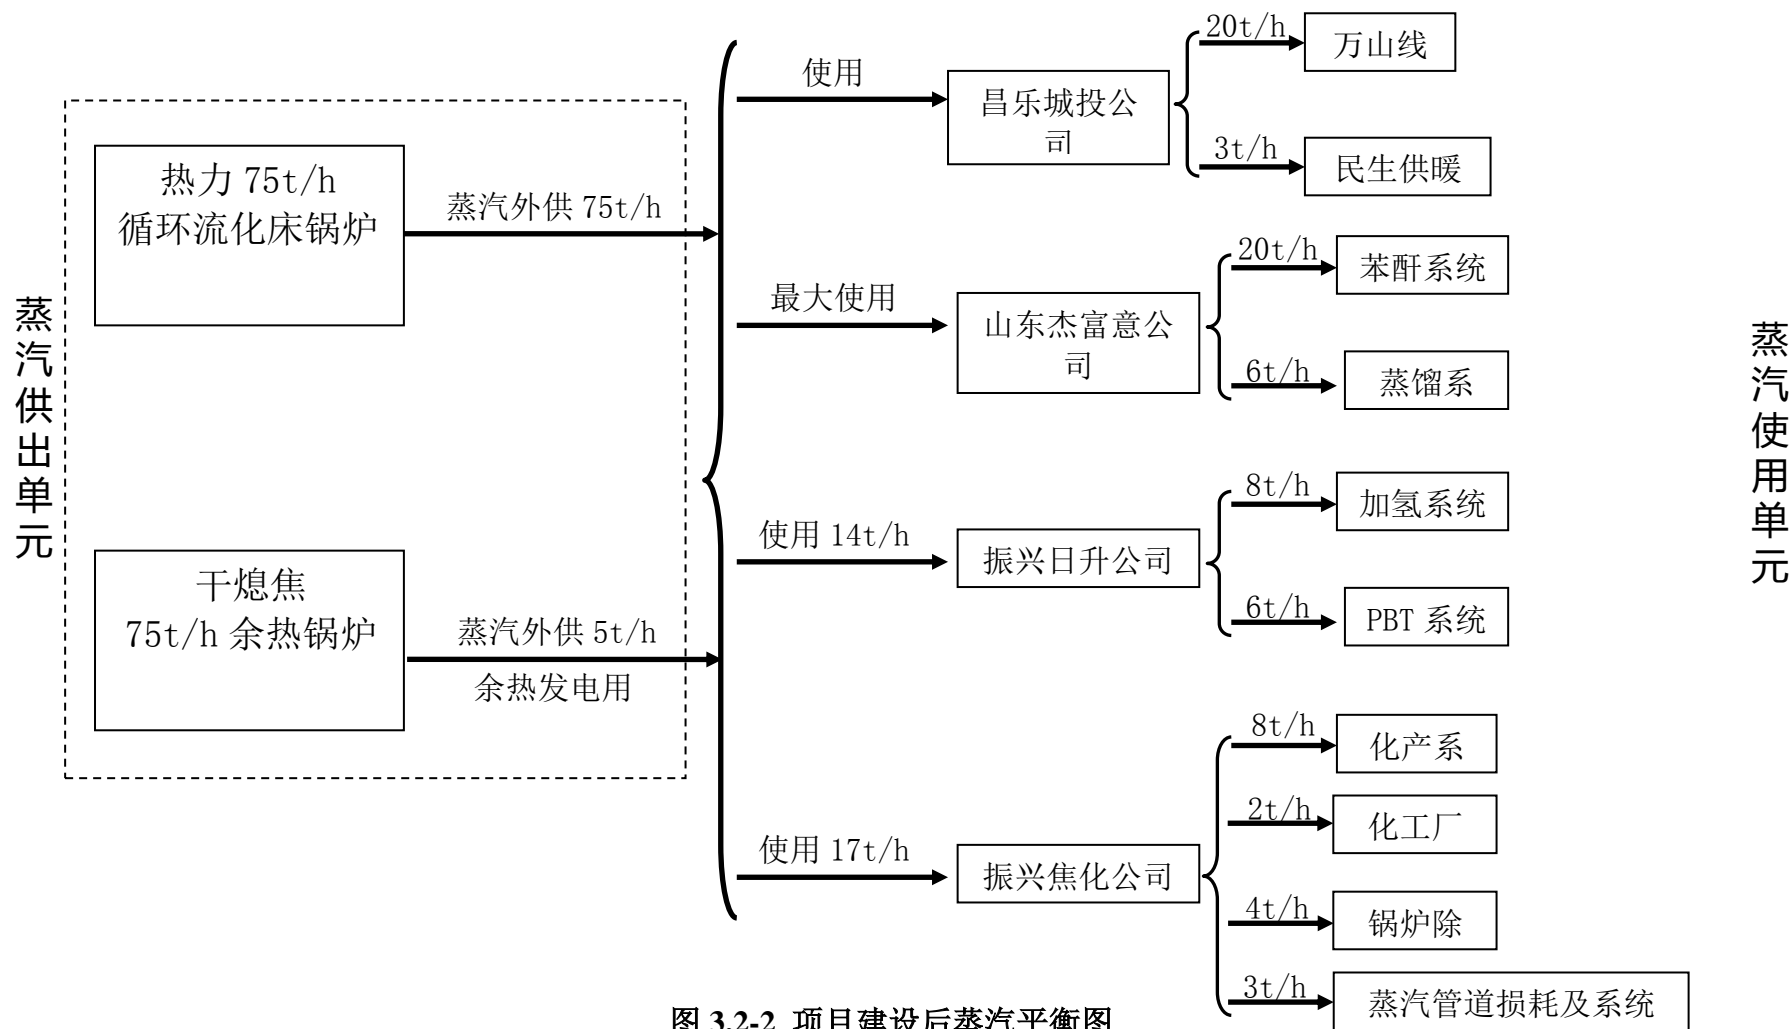 蒸汽供出单元
热力 75t/h
循环流化床锅炉
蒸汽外供 75t/h
干熄焦
75t/h 余热锅炉
蒸汽外供 5t/h
余热发电用
使用
昌乐城投公
司
20t/h
万山线
3t/h
民生供暖
最大使用
山东杰富意公
司
20t/h
苯酐系统
6t/h
蒸馏系
使用 14t/h
振兴日升公司
8t/h
加氢系统
6t/h
PBT 系统
使用 17t/h
振兴焦化公司
8t/h
化产系
2t/h
化工厂
4t/h
锅炉除
3t/h
蒸汽管道损耗及系统
蒸汽使用单元
图 3.2-2 项目建设后蒸汽平衡图